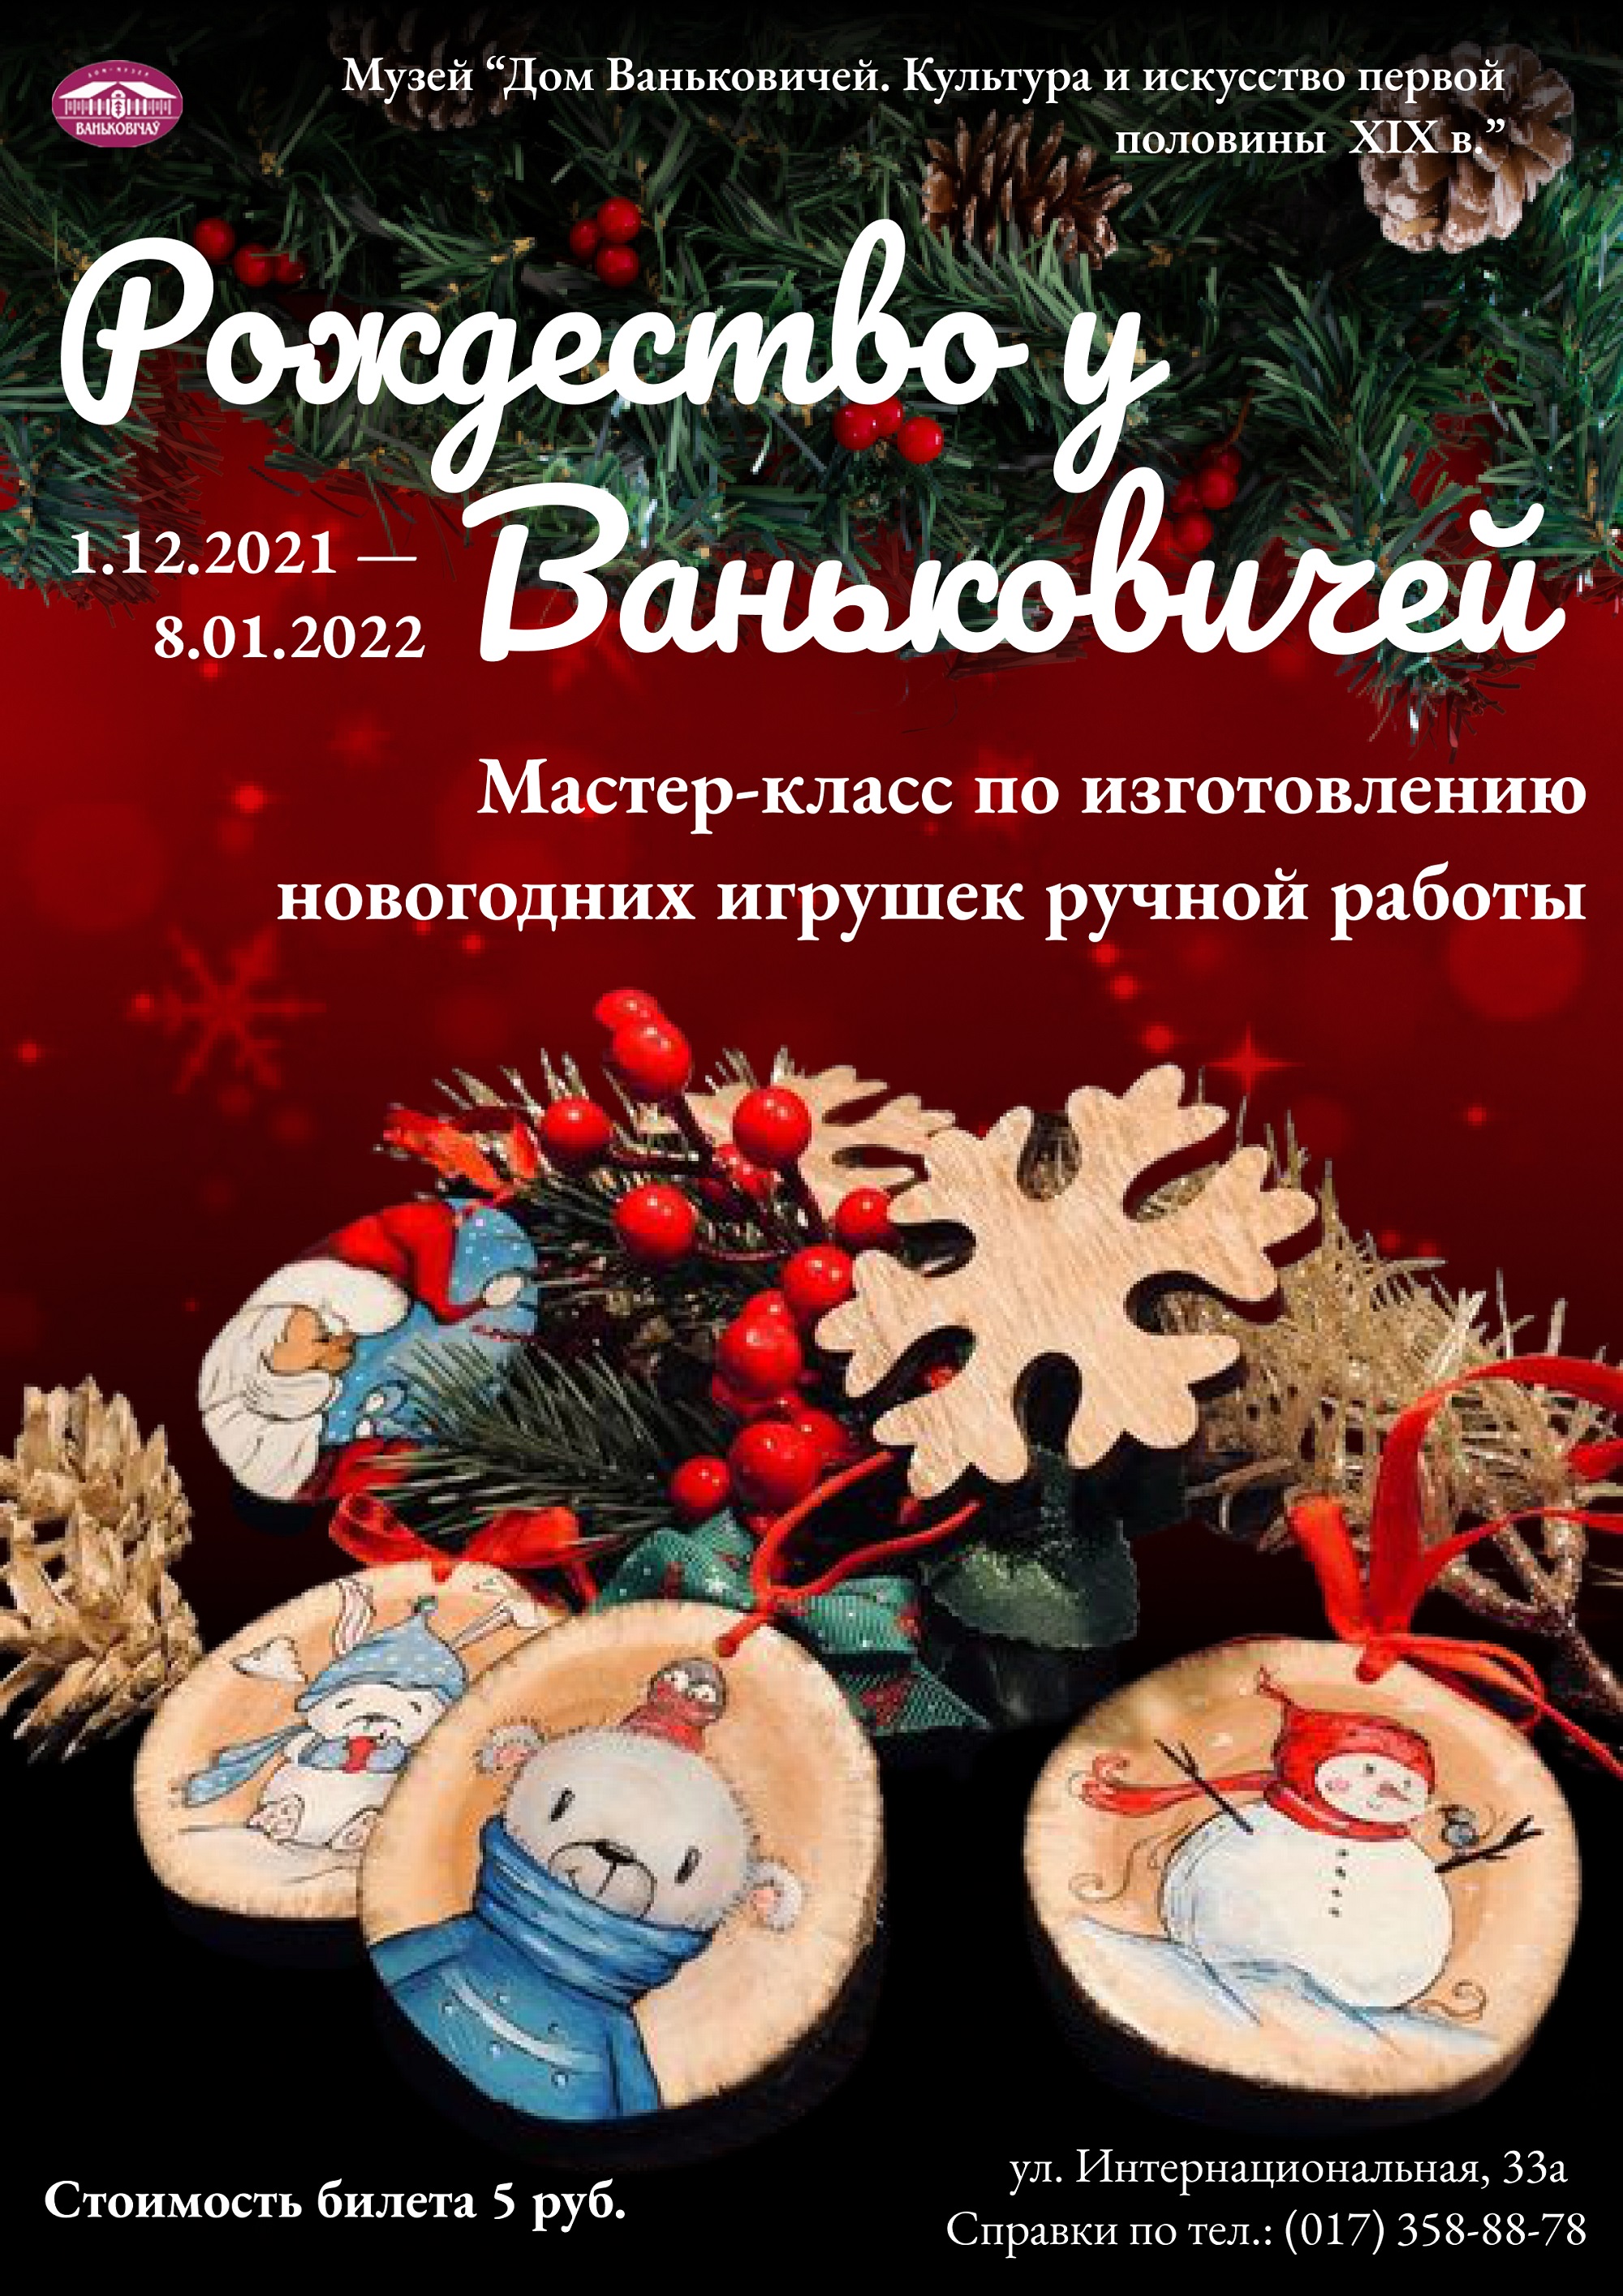 ДОМ-МУЗЕЙ
ВАНЬКОВІЧАЎ
Музей “Дом Ваньковичей. Культура и искусство первой
половины XIX в.”
Рождество у
Ваньковичей
1.12.2021 —
8.01.2022
Мастер-класс по изготовлению
новогодних игрушек ручной работы
Стоимость билета 5 руб.
ул. Интернациональная, 33а
Справки по тел.: (017) 358-88-78